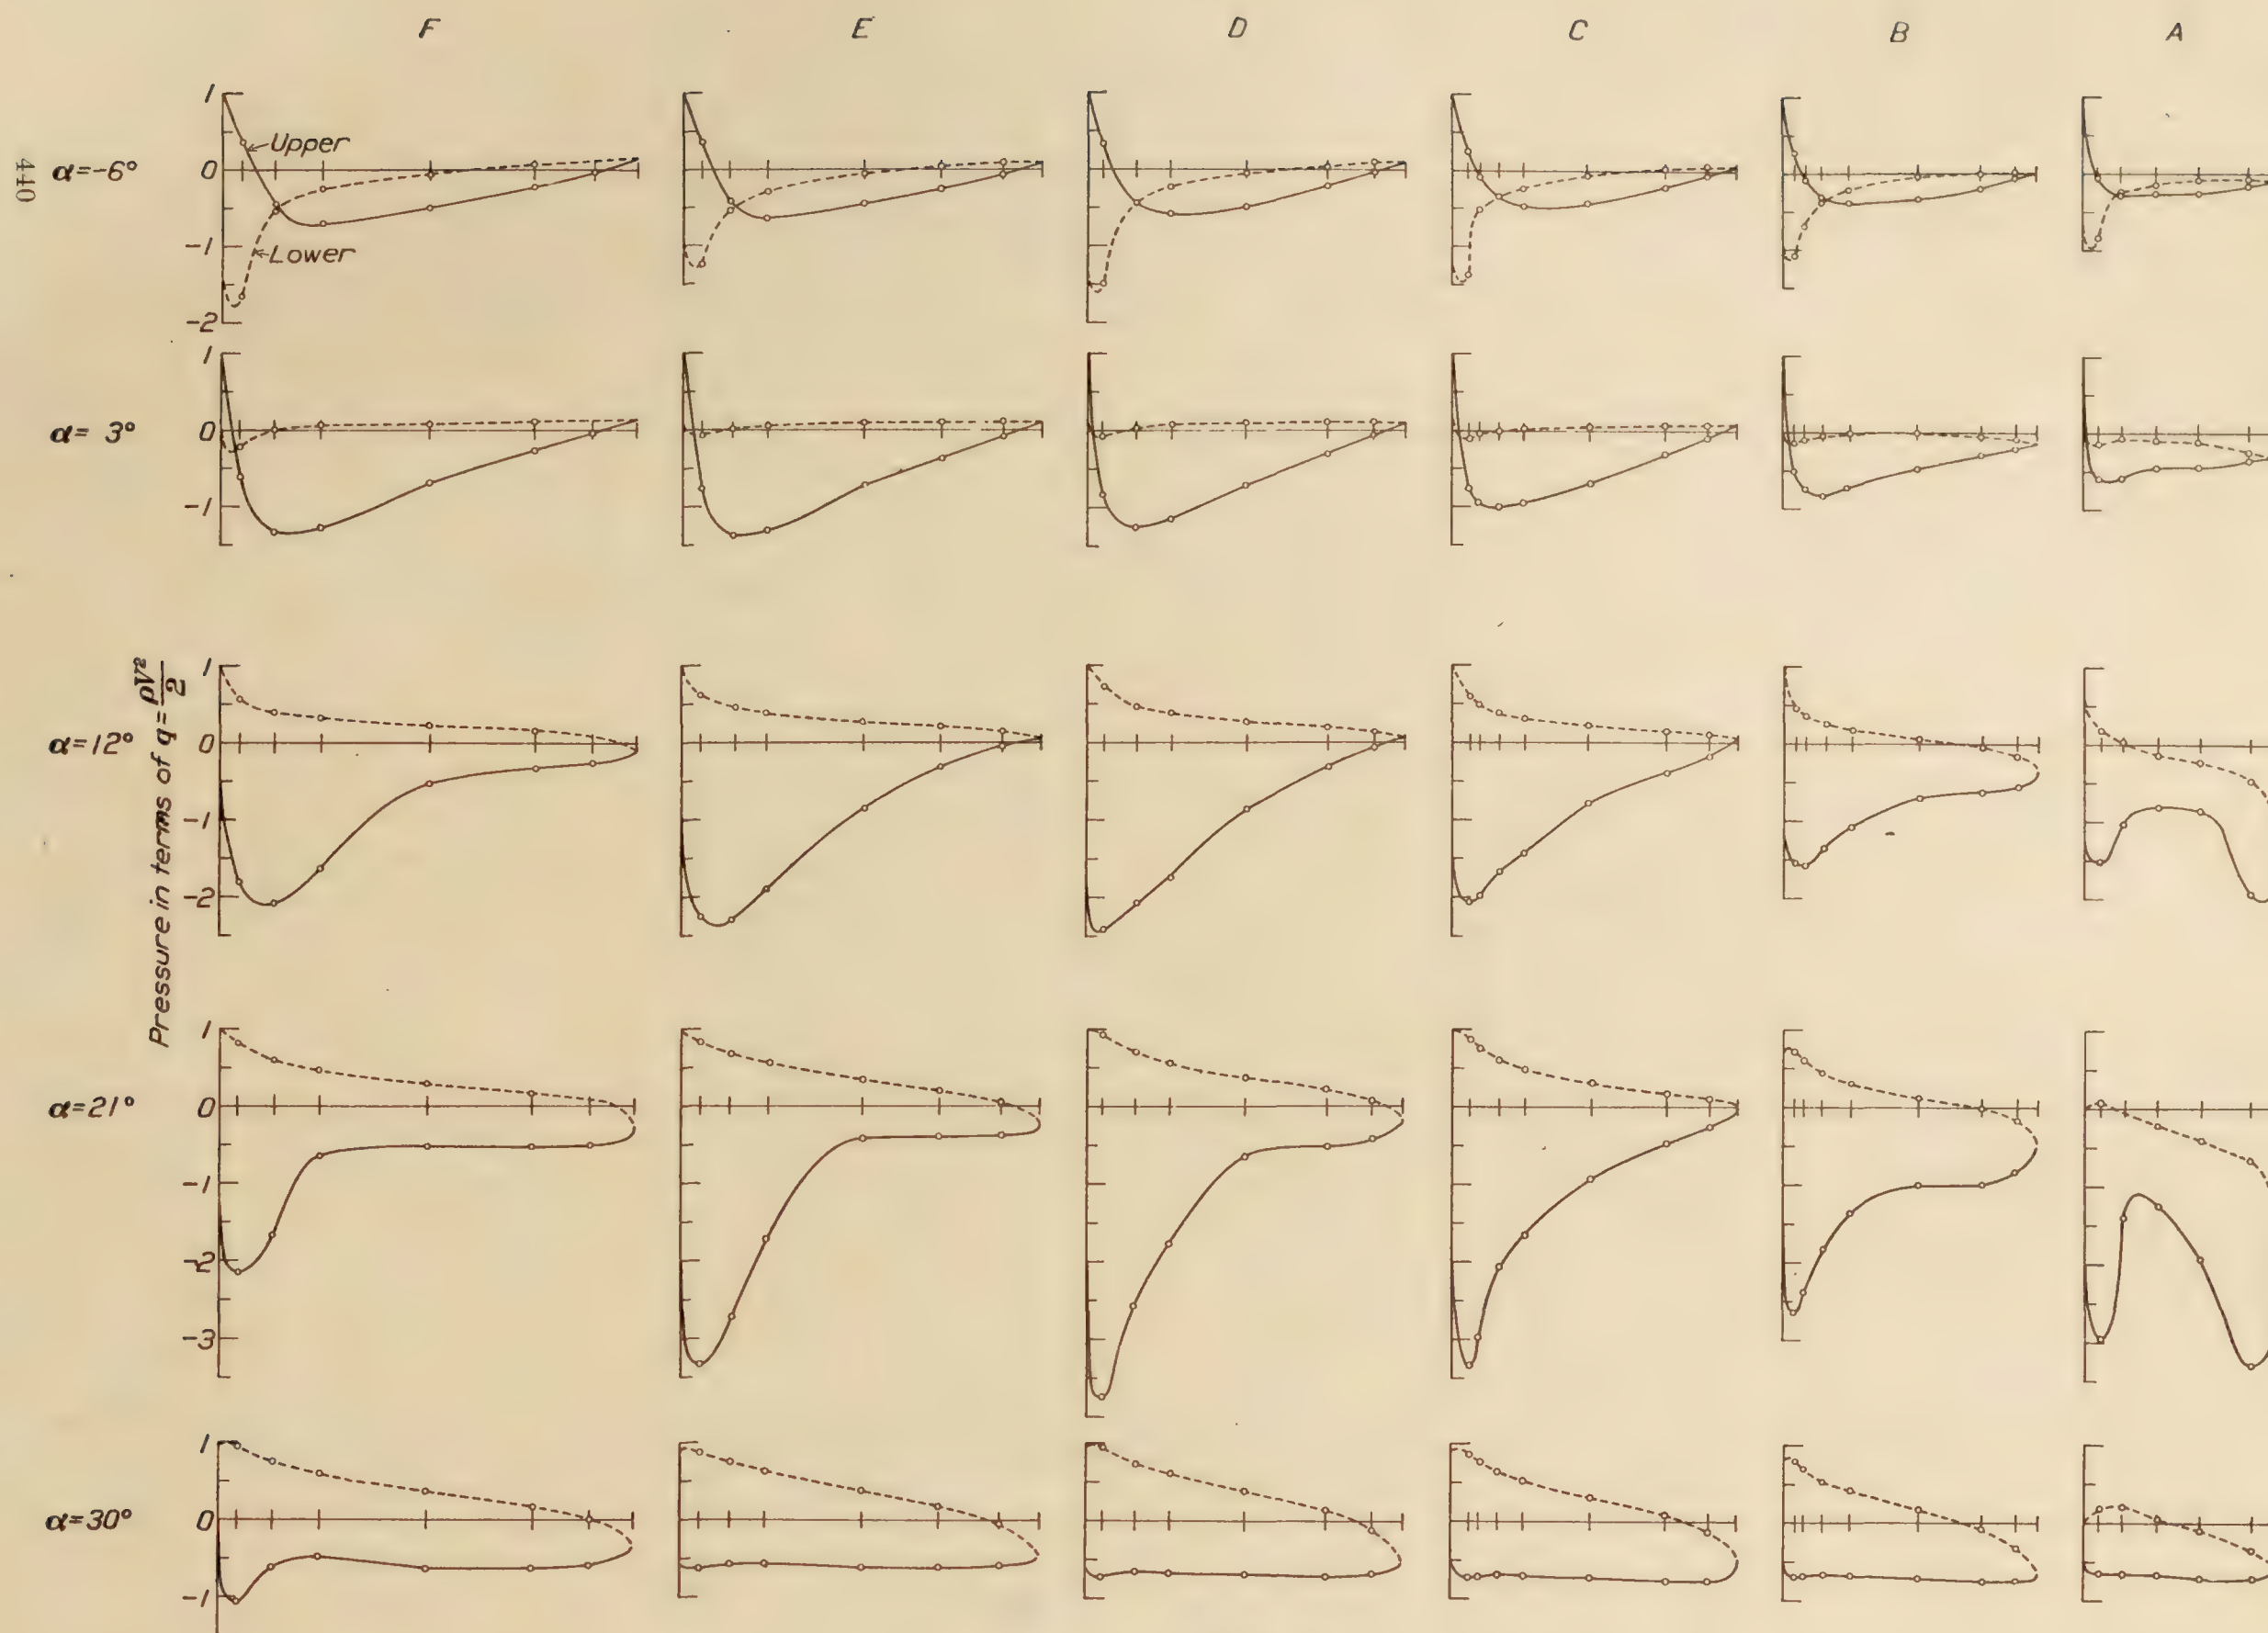 F E D C B A
440
α=-6°
1
0
-1
-2
Upper
Lower
α= 3°
1
0
-1
Pressure in terms of q=ρV²/2
α=12°
1
0
-1
-2
α=21°
1
0
-1
-2
-3
α=30°
1
0
-1